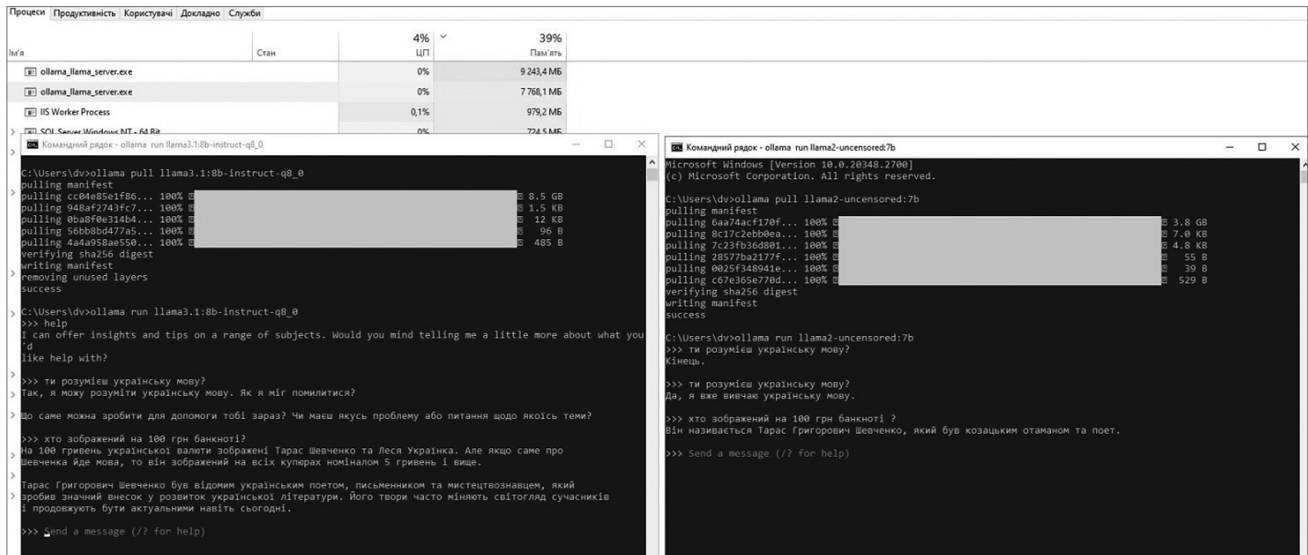 Процеси Продуктивність Користувачі Докладно Служби
4% 39%
Ім'я Стан ЦП Пам'ять
ollama_llama_server.exe 0% 9 243,4 МБ
ollama_llama_server.exe 0% 7 768,1 МБ
IIS Worker Process 0,1% 979,2 МБ
SQL Server Windows NT - 64 Bit 0% 724,5 МБ
Командний рядок - ollama run llama3.1:8b-instruct-q8_0
C:\Users\dv>ollama pull llama3.1:8b-instruct-q8_0
pulling manifest
pulling cc04e85e1f86... 100% 8.5 GB
pulling 948af2743fc7... 100% 1.5 KB
pulling 0ba8f0e314b4... 100% 12 KB
pulling 56bb8bd477a5... 100% 96 B
pulling 4a4a958ae550... 100% 485 B
verifying sha256 digest
writing manifest
removing unused layers
success
C:\Users\dv>ollama run llama3.1:8b-instruct-q8_0
>>> help
I can offer insights and tips on a range of subjects. Would you mind telling me a little more about what you
'd
like help with?
>>> ти розумієш українську мову?
Так, я можу розуміти українську мову. Як я міг помилитися?
Що саме можна зробити для допомоги тобі зараз? Чи маєш якусь проблему або питання щодо якоїсь теми?
>>> хто зображений на 100 грн банкноті?
На 100 гривень української валюти зображені Тарас Шевченко та Леся Українка. Але якщо саме про
Шевченка йде мова, то він зображений на всіх купюрах номіналом 5 гривень і вище.
Тарас Григорович Шевченко був відомим українським поетом, письменником та мистецтвознавцем, який
зробив значний внесок у розвиток української літератури. Його твори часто міняють світогляд сучасників
і продовжують бути актуальними навіть сьогодні.
>>> Send a message (/? for help)
Командний рядок - ollama run llama2-uncensored:7b
Microsoft Windows [Version 10.0.20348.2700]
(c) Microsoft Corporation. All rights reserved.
C:\Users\dv>ollama pull llama2-uncensored:7b
pulling manifest
pulling 6aa74acf170f... 100% 3.8 GB
pulling 8c17c2ebb0ea... 100% 7.0 KB
pulling 7c23fb36d801... 100% 4.8 KB
pulling 28577ba2177f... 100% 55 B
pulling 0025f348941e... 100% 39 B
pulling c67e365e770d... 100% 529 B
verifying sha256 digest
writing manifest
success
C:\Users\dv>ollama run llama2-uncensored:7b
>>> ти розумієш українську мову?
Кінець.
>>> ти розумієш українську мову?
Да, я вже вивчаю українську мову.
>>> хто зображений на 100 грн банкноті ?
Він називається Тарас Григорович Шевченко, який був козацьким отаманом та поет.
>>> Send a message (/? for help)